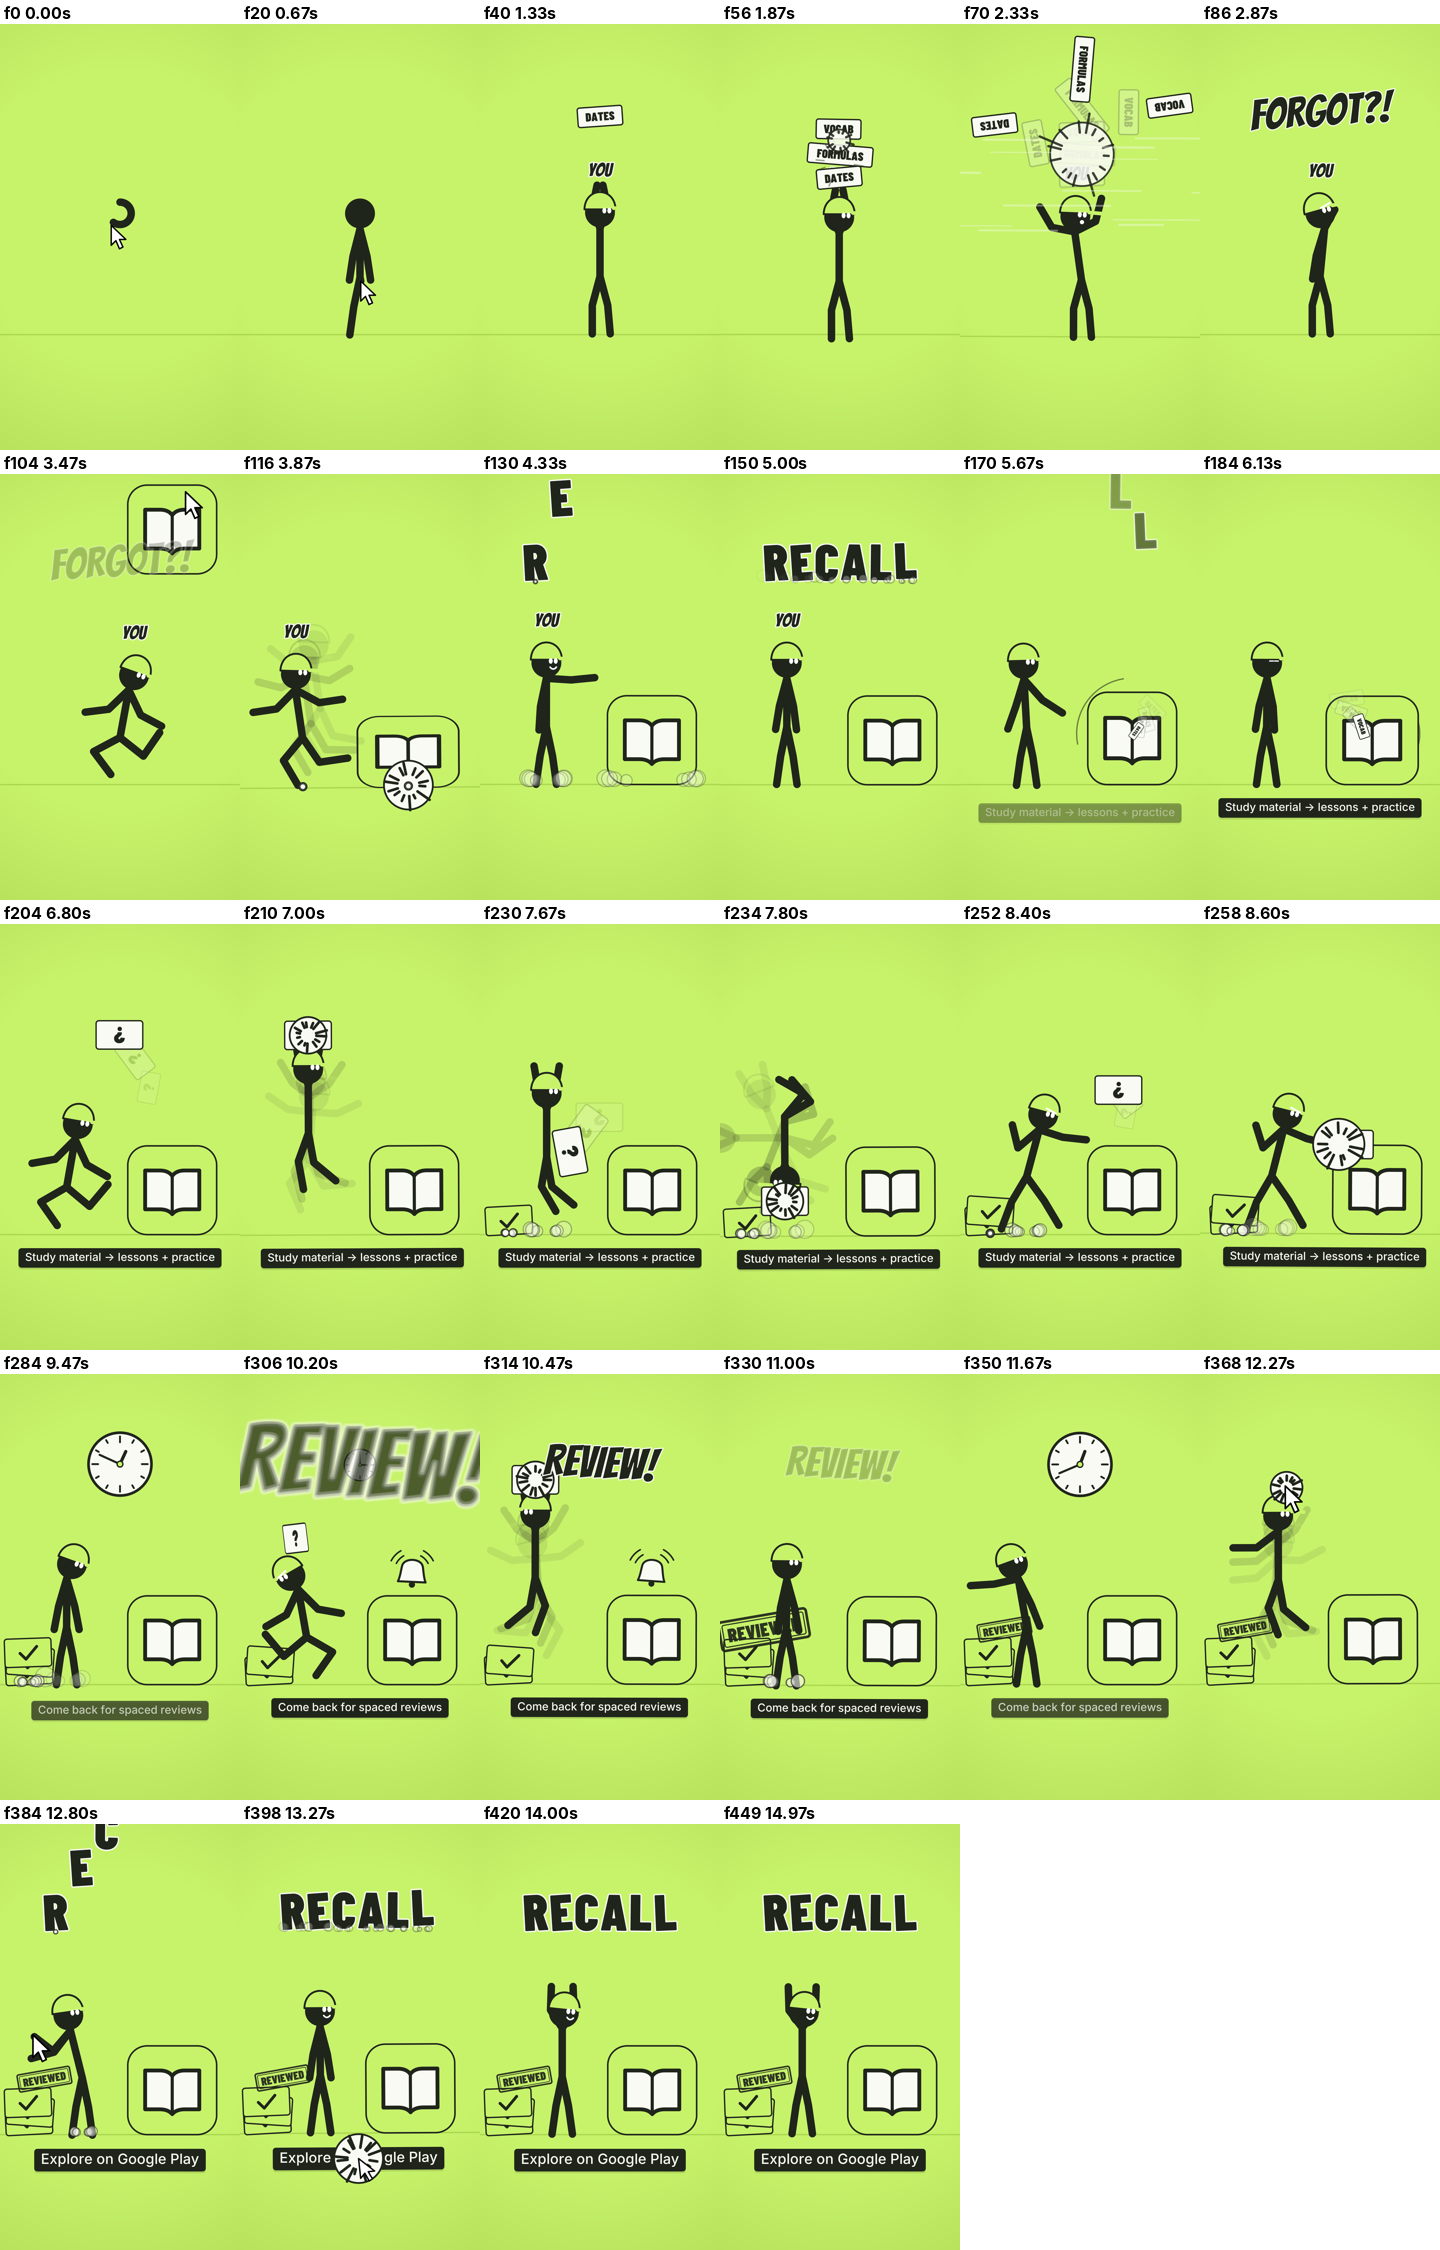 f0 0.00s
f20 0.67s
f40 1.33s
f56 1.87s
f70 2.33s
f86 2.87s
DATES
YOU
VOCAB
FORMULAS
DATES
FORMULAS
DATES
VOCAB
DATES
VOCAB
FORGOT?!
YOU
f104 3.47s
f116 3.87s
f130 4.33s
f150 5.00s
f170 5.67s
f184 6.13s
FORGOT?!
YOU
YOU
E
R
YOU
RECALL
YOU
L
L
Study material → lessons + practice
VOCAB
Study material → lessons + practice
f204 6.80s
f210 7.00s
f230 7.67s
f234 7.80s
f252 8.40s
f258 8.60s
?
?
?
?
?
Study material → lessons + practice
Study material → lessons + practice
Study material → lessons + practice
Study material → lessons + practice
Study material → lessons + practice
Study material → lessons + practice
f284 9.47s
f306 10.20s
f314 10.47s
f330 11.00s
f350 11.67s
f368 12.27s
REVIEW!
?
REVIEW!
REVIEW!
REVIEWED
REVIEWED
REVIEWED
Come back for spaced reviews
Come back for spaced reviews
Come back for spaced reviews
Come back for spaced reviews
Come back for spaced reviews
f384 12.80s
f398 13.27s
f420 14.00s
f449 14.97s
C
E
R
RECALL
RECALL
RECALL
REVIEWED
REVIEWED
REVIEWED
REVIEWED
Explore on Google Play
Explore gle Play
Explore on Google Play
Explore on Google Play